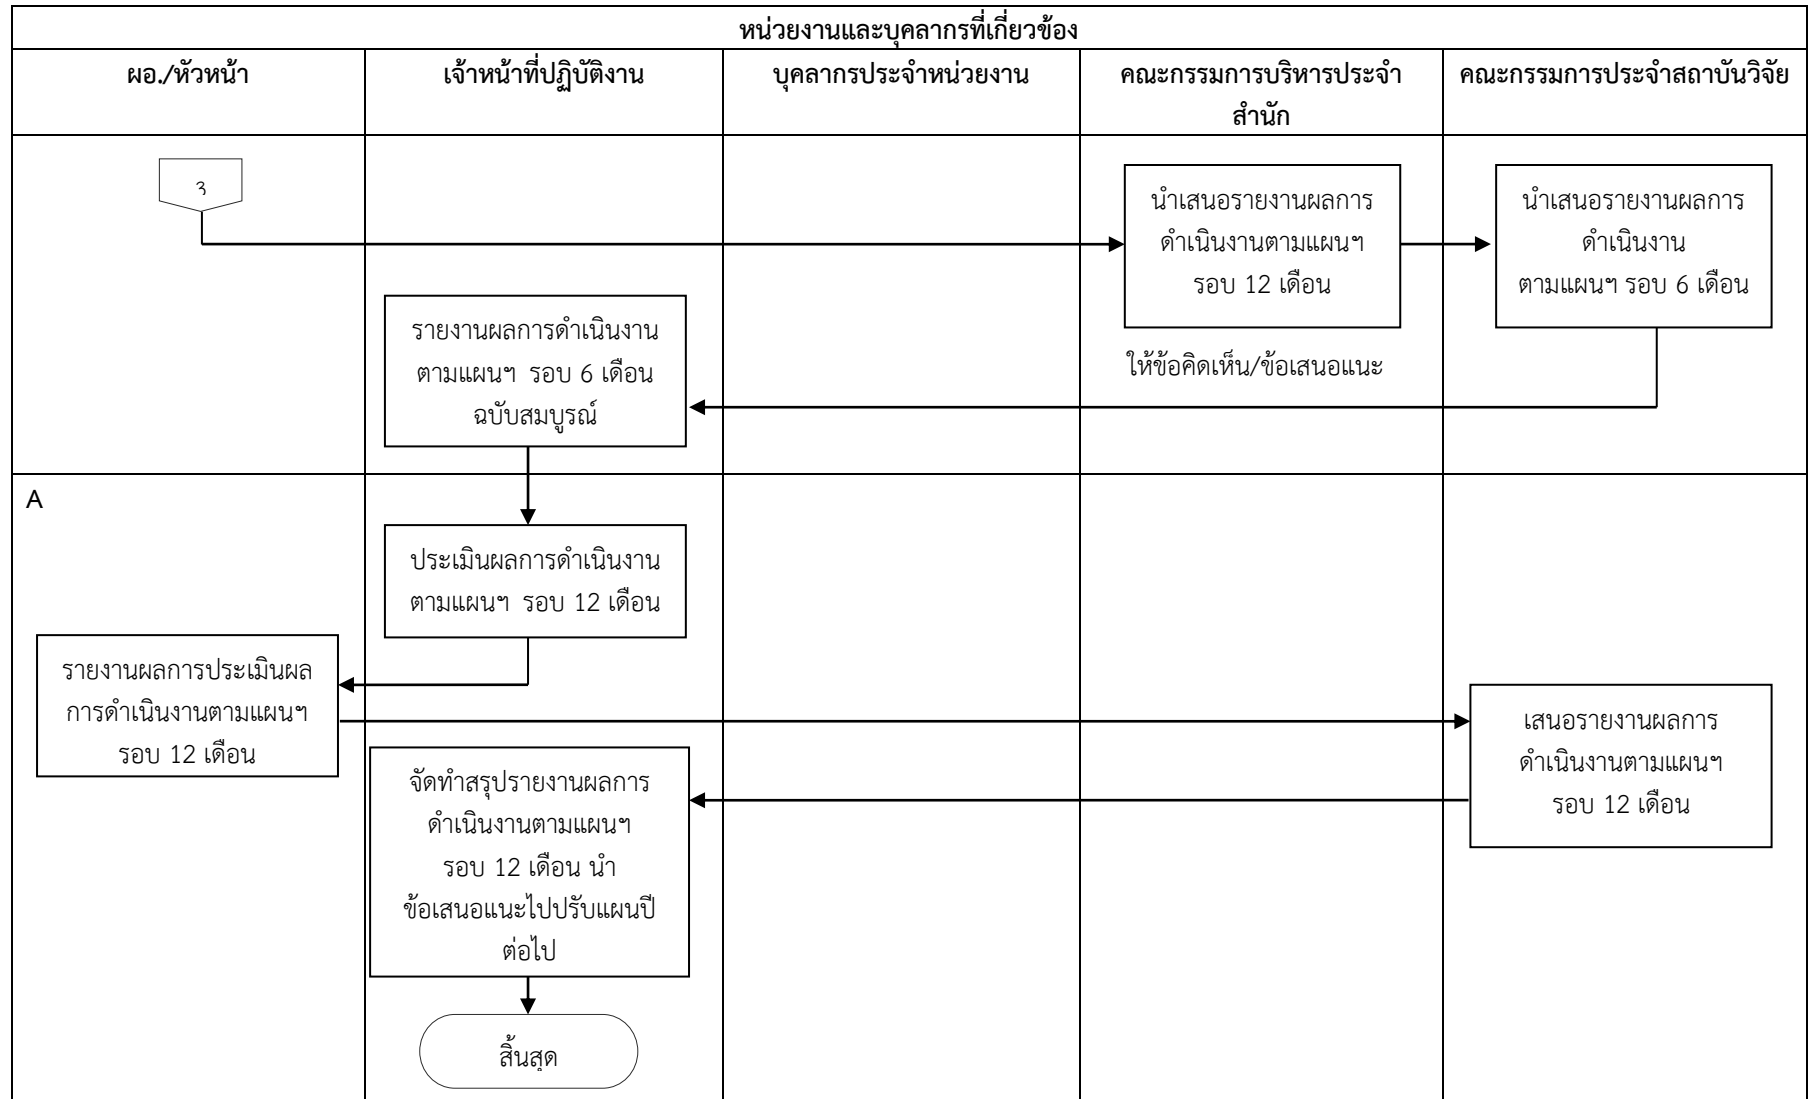 หน่วยงานและบุคลากรที่เกี่ยวข้อง
ผอ./หัวหน้า
เจ้าหน้าที่ปฏิบัติงาน
บุคลากรประจำหน่วยงาน
คณะกรรมการบริหารประจำ
สำนัก
คณะกรรมการประจำสถาบันวิจัย
3
นำเสนอรายงานผลการ
ดำเนินงานตามแผนฯ
รอบ 12 เดือน
นำเสนอรายงานผลการ
ดำเนินงาน
ตามแผนฯ รอบ 6 เดือน
รายงานผลการดำเนินงาน
ตามแผนฯ รอบ 6 เดือน
ฉบับสมบูรณ์
ให้ข้อคิดเห็น/ข้อเสนอแนะ
A
ประเมินผลการดำเนินงาน
ตามแผนฯ รอบ 12 เดือน
รายงานผลการประเมินผล
การดำเนินงานตามแผนฯ
รอบ 12 เดือน
เสนอรายงานผลการ
ดำเนินงานตามแผนฯ
รอบ 12 เดือน
จัดทำสรุปรายงานผลการ
ดำเนินงานตามแผนฯ
รอบ 12 เดือน นำ
ข้อเสนอแนะไปปรับแผนปี
ต่อไป
สิ้นสุด